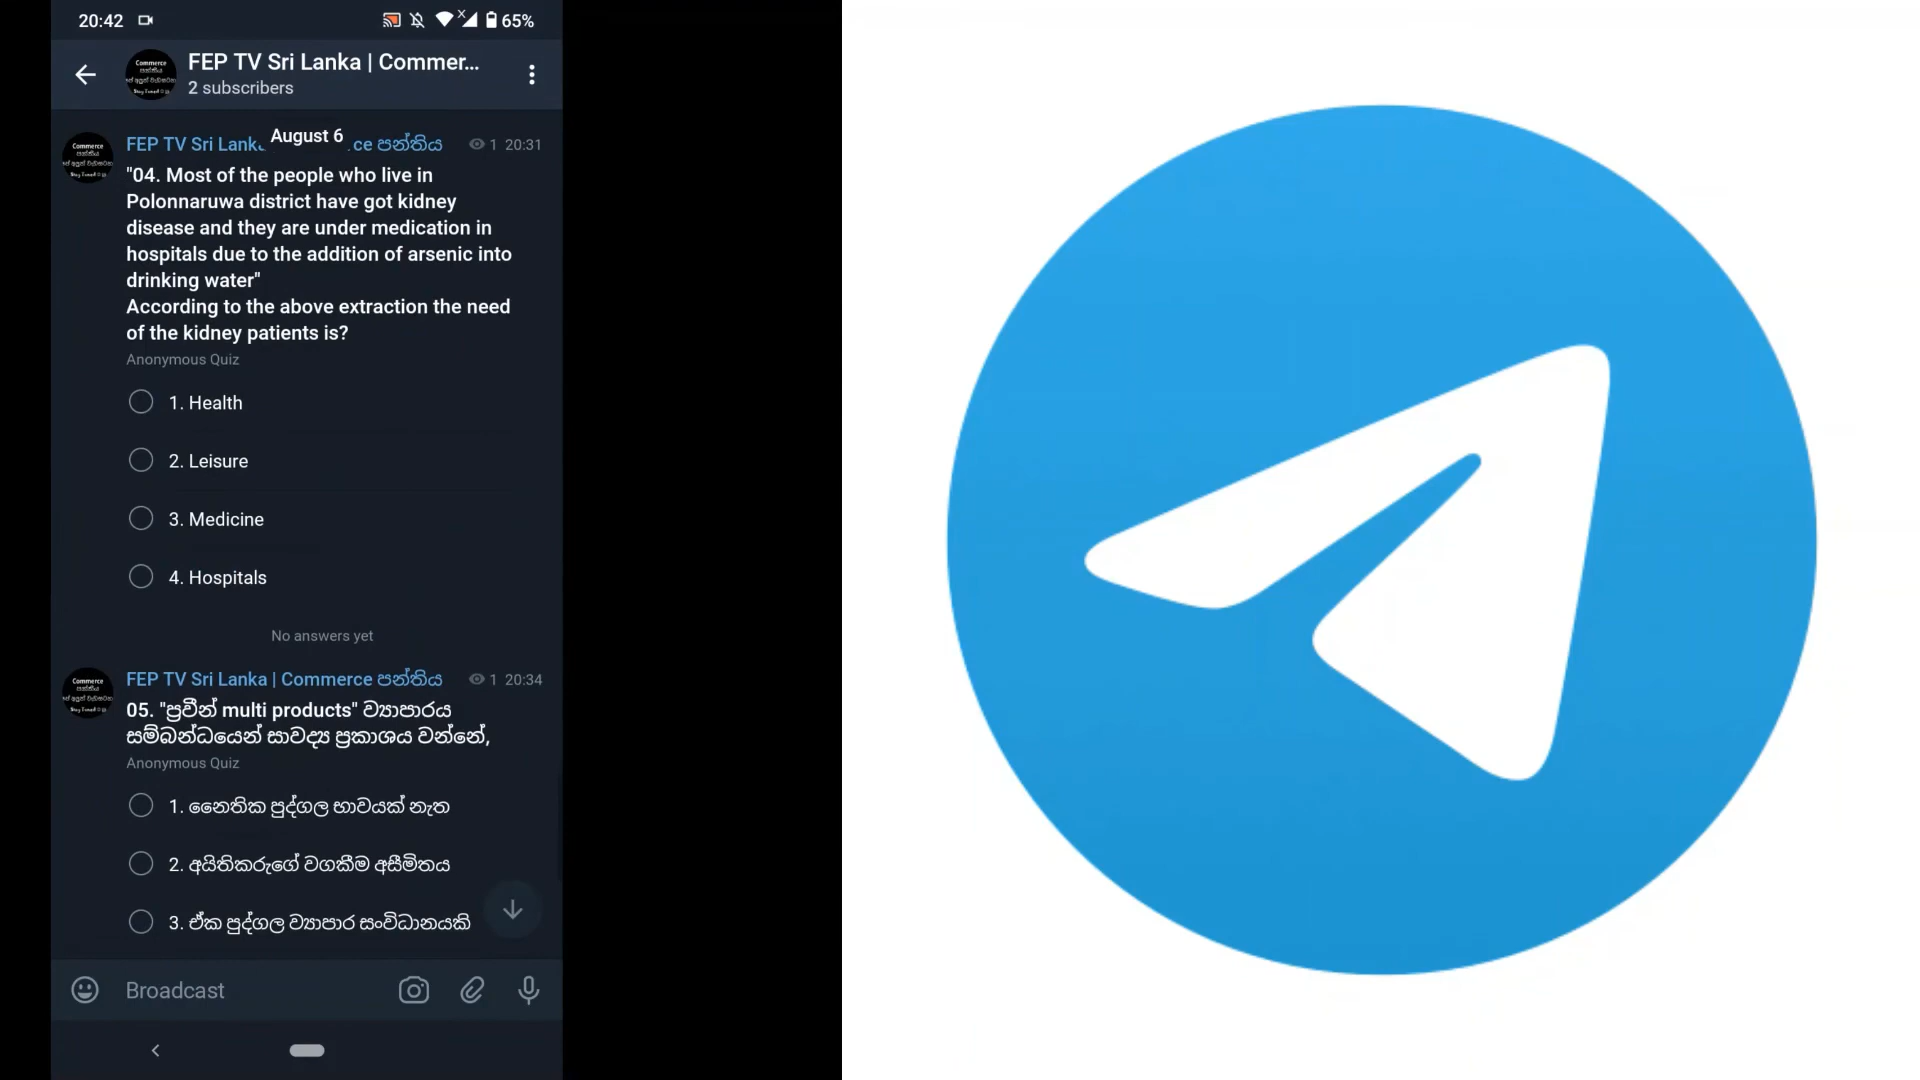 20:42
65%
FEP TV Sri Lanka | Commer...
2 subscribers
August 6
FEP TV Sri Lanka ce පන්තිය 1 20:31
"04. Most of the people who live in
Polonnaruwa district have got kidney
disease and they are under medication in
hospitals due to the addition of arsenic into
drinking water"
According to the above extraction the need
of the kidney patients is?
Anonymous Quiz
1. Health
2. Leisure
3. Medicine
4. Hospitals
No answers yet
FEP TV Sri Lanka | Commerce පන්තිය 1 20:34
05. "ප්‍රවීන් multi products" ව්‍යාපාරය
සම්බන්ධයෙන් සාවද්‍ය ප්‍රකාශය වන්නේ,
Anonymous Quiz
1. නෛතික පුද්ගල භාවයක් නැත
2. අයිතිකරුගේ වගකීම අසීමිතය
3. ඒක පුද්ගල ව්‍යාපාර සංවිධානයකි
Broadcast